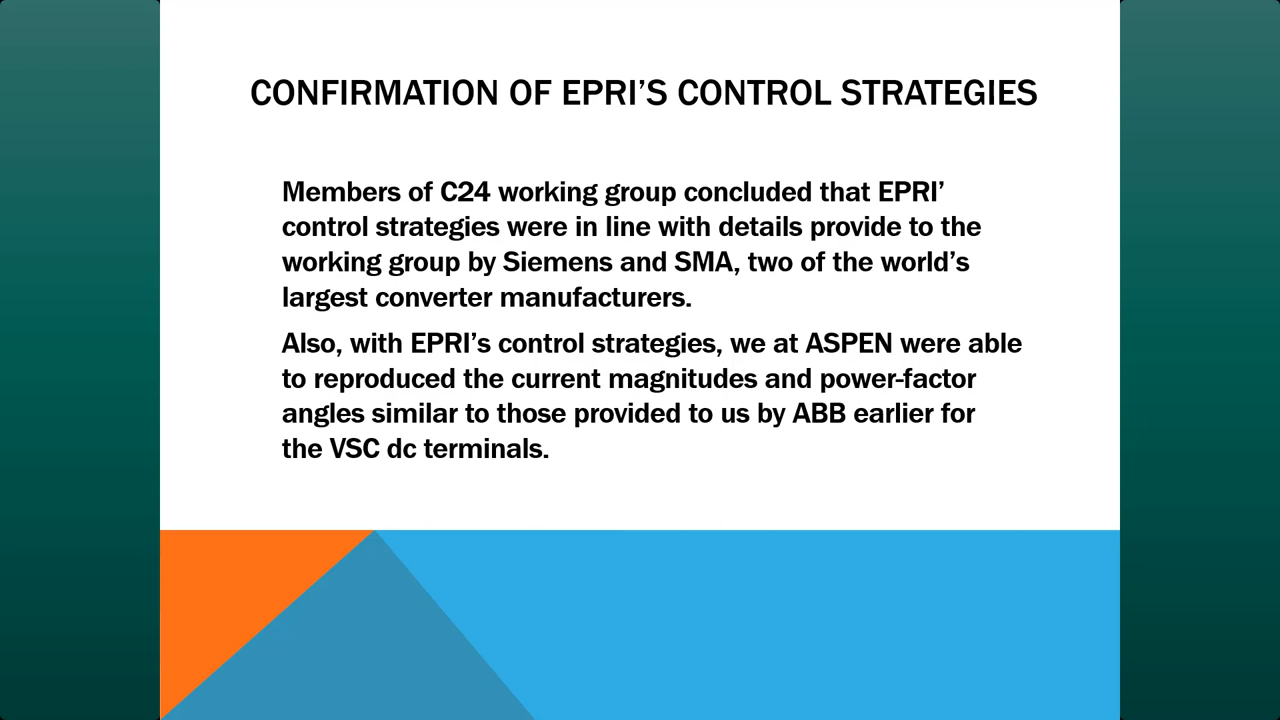 CONFIRMATION OF EPRI’S CONTROL STRATEGIES
Members of C24 working group concluded that EPRI’
control strategies were in line with details provide to the
working group by Siemens and SMA, two of the world’s
largest converter manufacturers.
Also, with EPRI’s control strategies, we at ASPEN were able
to reproduced the current magnitudes and power-factor
angles similar to those provided to us by ABB earlier for
the VSC dc terminals.